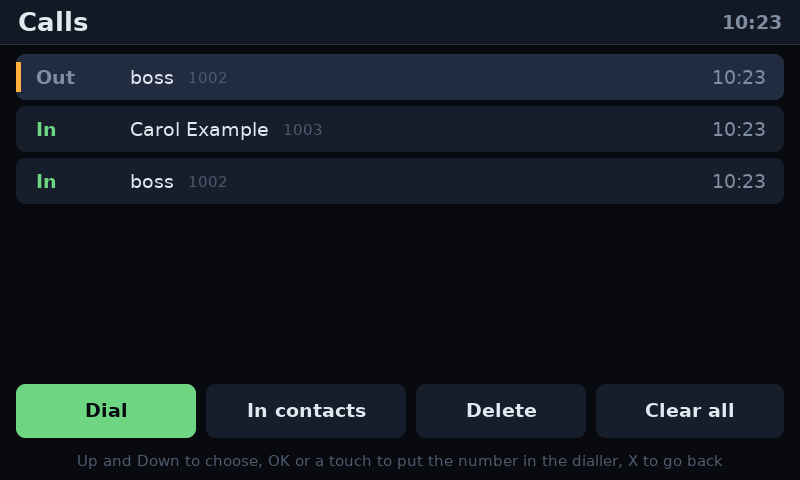 Calls 10:23
Out boss 1002 10:23
In Carol Example 1003 10:23
In boss 1002 10:23
Dial In contacts Delete Clear all
Up and Down to choose, OK or a touch to put the number in the dialler, X to go back